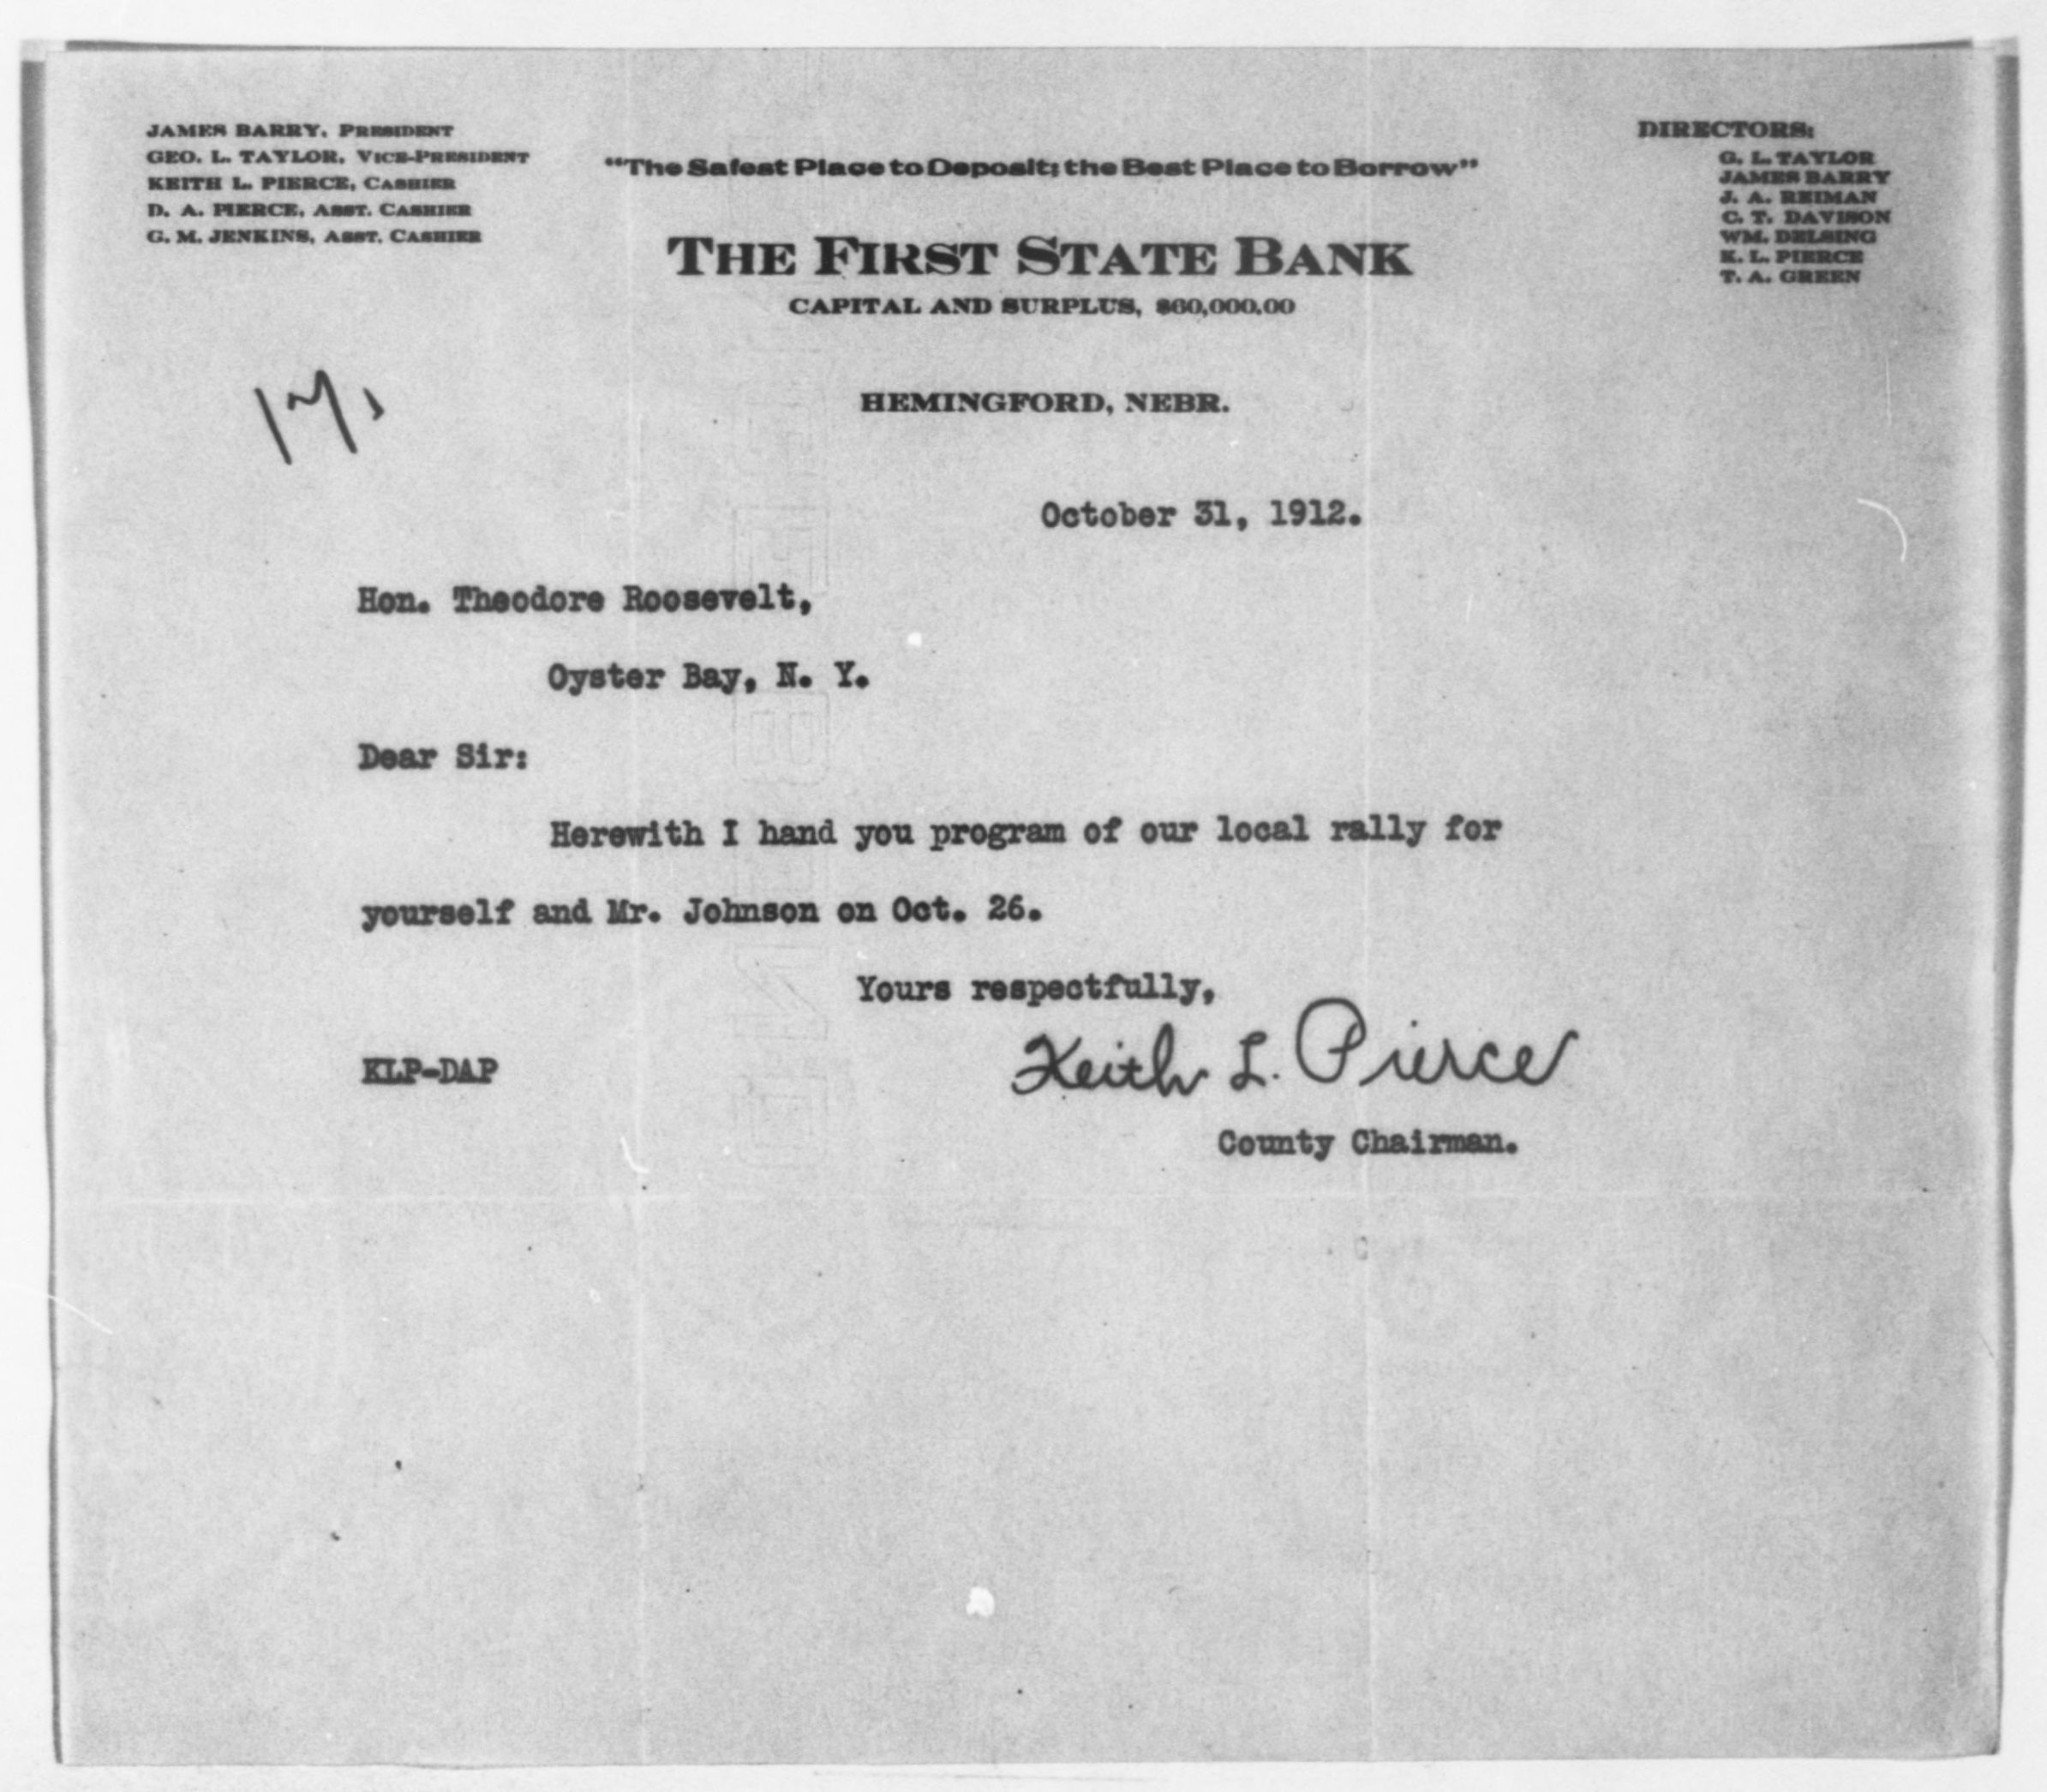 JAMES BARRY, PRESIDENT
GEO. L. TAYLOR, VICE-PRESIDENT
KEITH L. PIERCE, CASHIER
D. A. PIERCE, ASST. CASHIER
G. M. JENKINS, ASST. CASHIER
"The Safest Place to Deposit; the Best Place to Borrow"
THE FIRST STATE BANK
CAPITAL AND SURPLUS, $60,000.00
HEMINGFORD, NEBR.
DIRECTORS:
G. L. TAYLOR
JAMES BARRY
J. A. REIMAN
C. T. DAVISON
WM. DELSING
K. L. PIERCE
T. A. GREEN
October 31, 1912.
Hon. Theodore Roosevelt,
Oyster Bay, N. Y.
Dear Sir:
Herewith I hand you program of our local rally for
yourself and Mr. Johnson on Oct. 26.
Yours respectfully,
Keith L. Pierce
KLP-DAP
County Chairman.